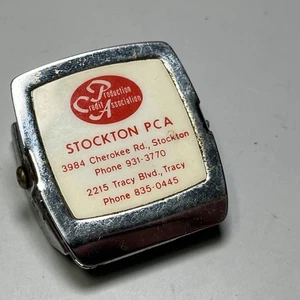 Production
Credit
Association
STOCKTON PCA
3984 Cherokee Rd., Stockton
Phone 931-3770
2215 Tracy Blvd., Tracy
Phone 835-0445